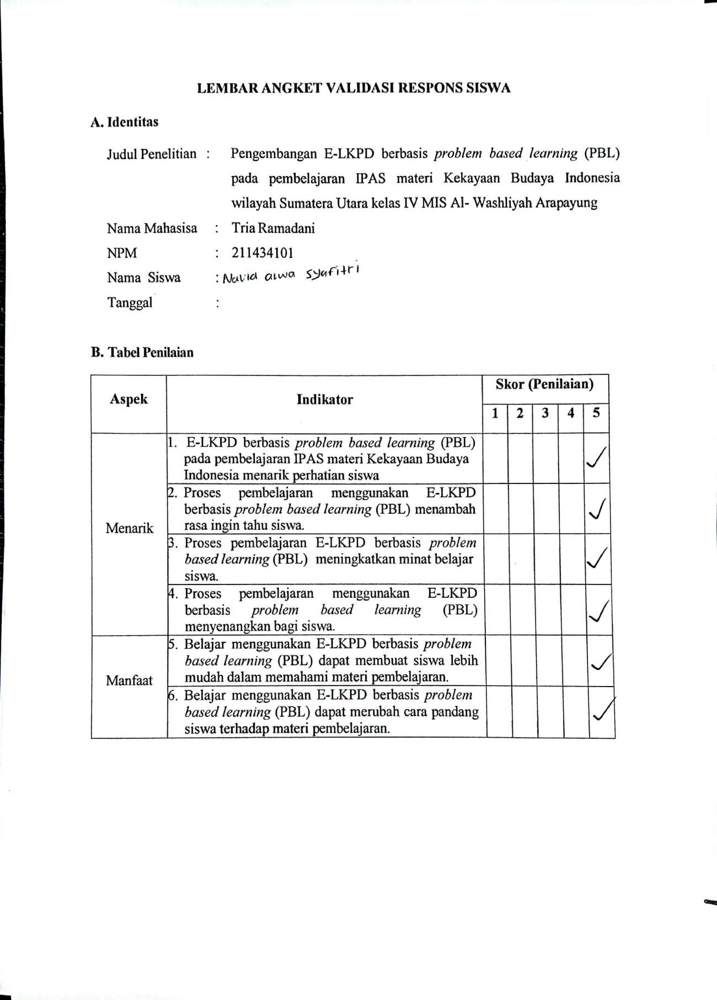 LEMBAR ANGKET VALIDASI RESPONS SISWA
A. Identitas
Judul Penelitian : Pengembangan E-LKPD berbasis problem based learning (PBL)
pada pembelajaran IPAS materi Kekayaan Budaya Indonesia
wilayah Sumatera Utara kelas IV MIS Al- Washliyah Arapayung
Nama Mahasisa : Tria Ramadani
NPM : 211434101
Nama Siswa : Navid alwa syafitri
Tanggal :
B. Tabel Penilaian
Aspek Indikator Skor (Penilaian)
1 2 3 4 5
Menarik
1. E-LKPD berbasis problem based learning (PBL)
pada pembelajaran IPAS materi Kekayaan Budaya
Indonesia menarik perhatian siswa ✓
2. Proses pembelajaran menggunakan E-LKPD
berbasis problem based learning (PBL) menambah
rasa ingin tahu siswa. ✓
3. Proses pembelajaran E-LKPD berbasis problem
based learning (PBL) meningkatkan minat belajar
siswa. ✓
4. Proses pembelajaran menggunakan E-LKPD
berbasis problem based learning (PBL)
menyenangkan bagi siswa. ✓
Manfaat
5. Belajar menggunakan E-LKPD berbasis problem
based learning (PBL) dapat membuat siswa lebih
mudah dalam memahami materi pembelajaran. ✓
6. Belajar menggunakan E-LKPD berbasis problem
based learning (PBL) dapat merubah cara pandang
siswa terhadap materi pembelajaran. ✓